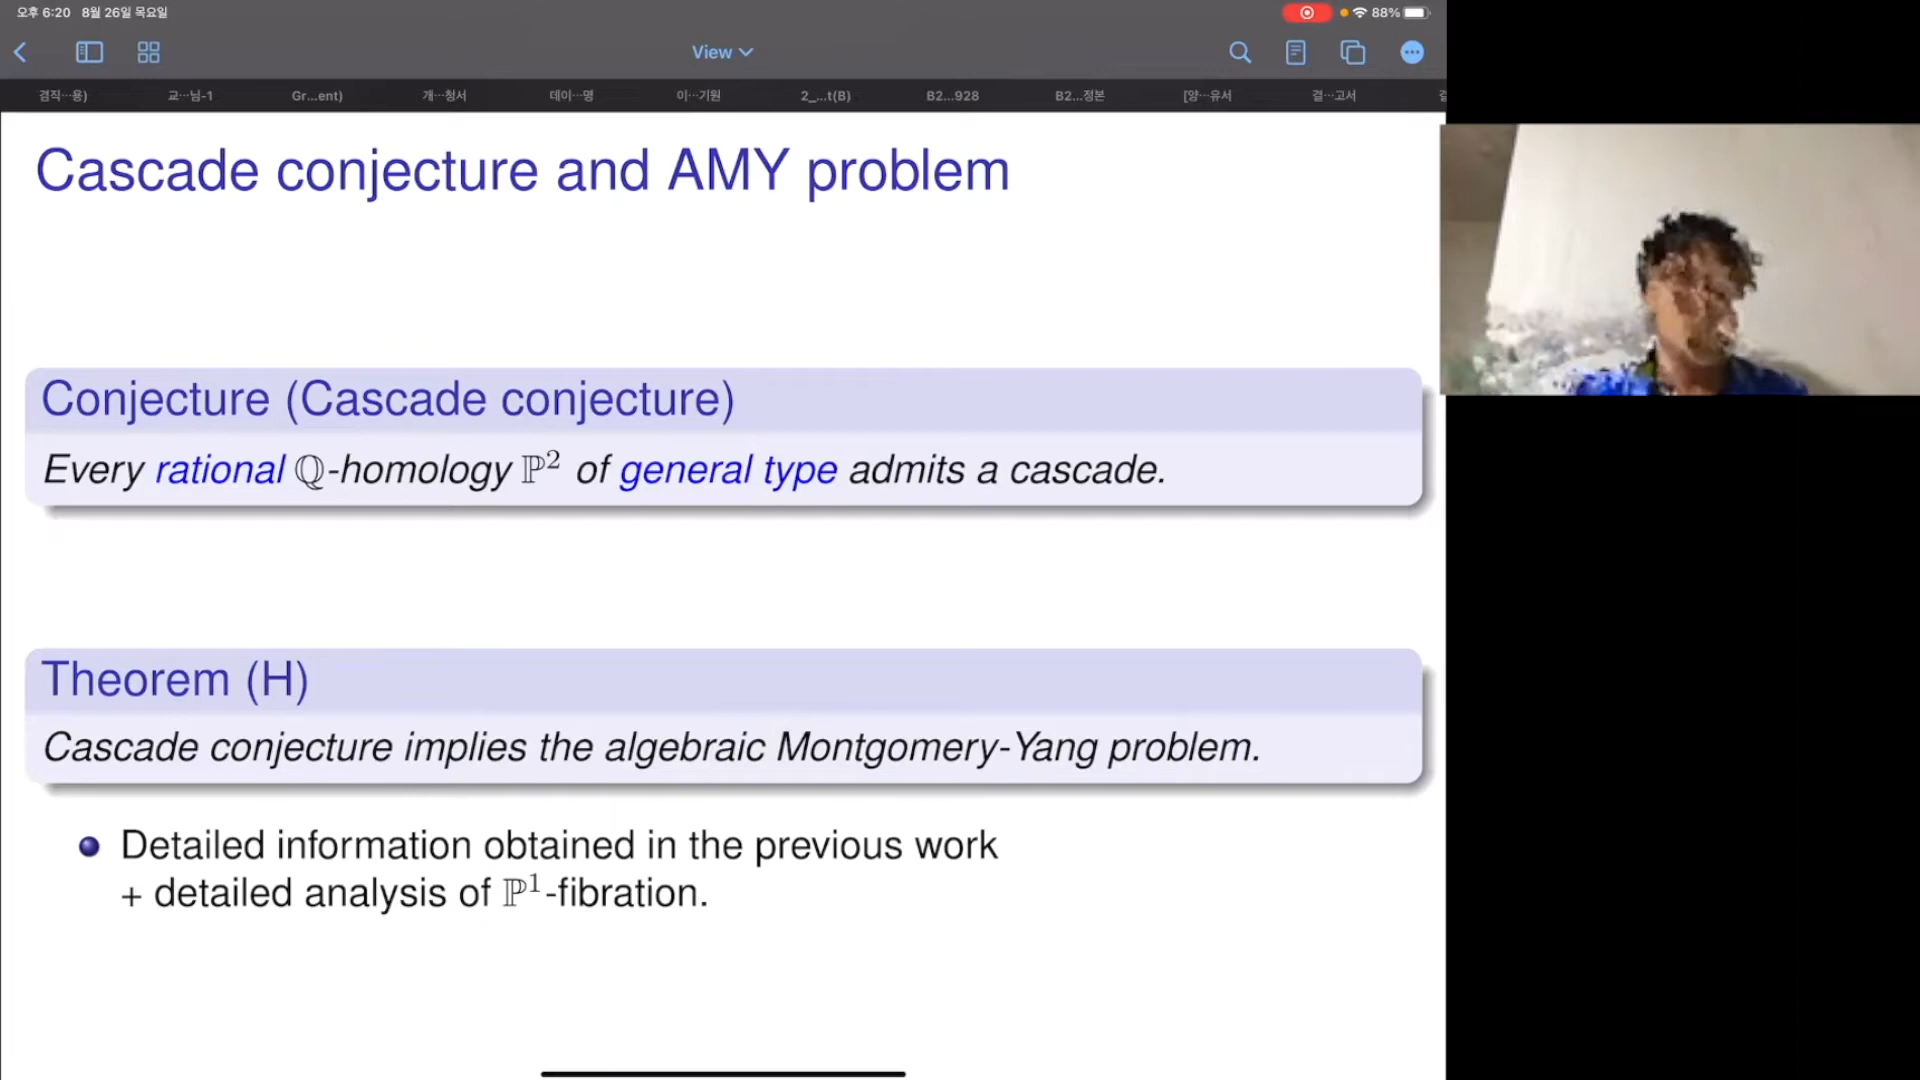 오후 6:20 8월 26일 목요일
88%
View
겸직…용)
교…님-1
Gr...ent)
개…청서
데이…명
이…기원
2_...t(B)
B2...928
B2...정본
[양…유서
결…고서
Cascade conjecture and AMY problem
Conjecture (Cascade conjecture)
Every rational ℚ-homology ℙ² of general type admits a cascade.
Theorem (H)
Cascade conjecture implies the algebraic Montgomery-Yang problem.
Detailed information obtained in the previous work
+ detailed analysis of ℙ¹-fibration.